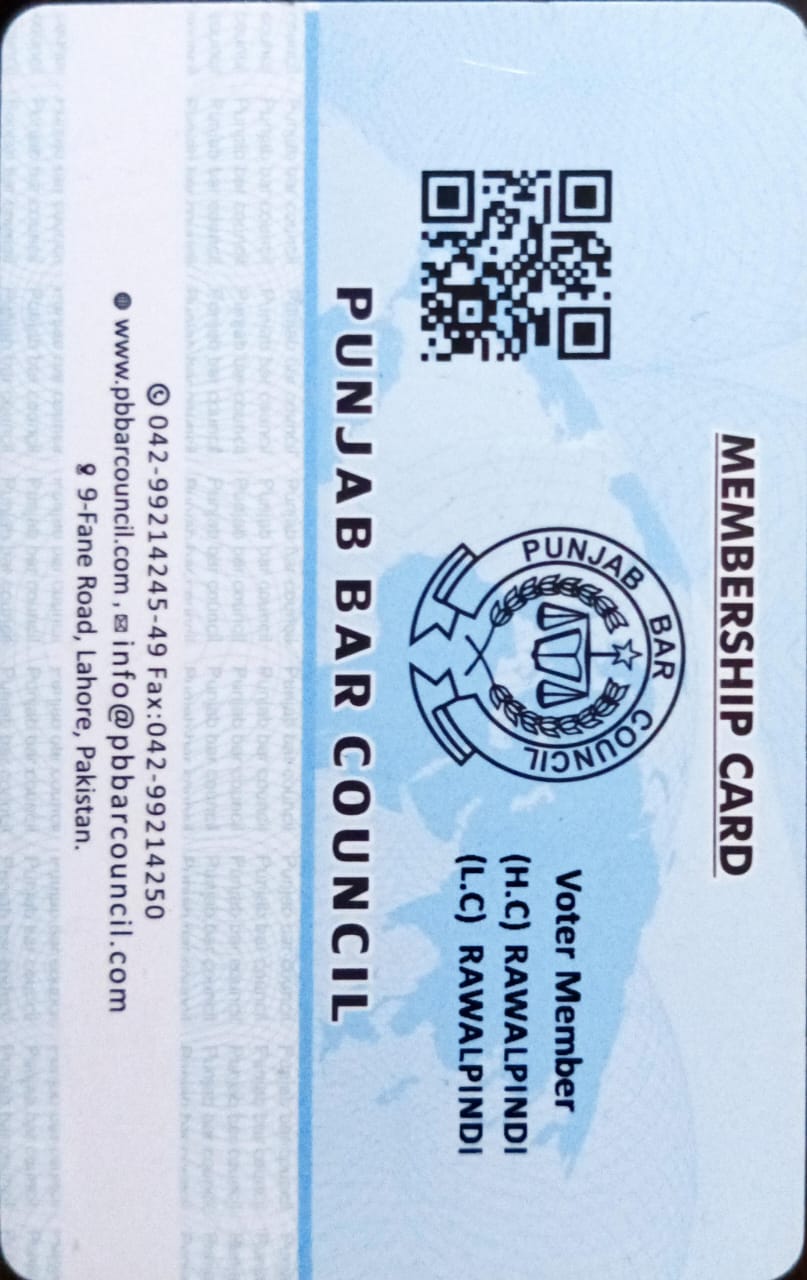 MEMBERSHIP CARD
PUNJAB BAR COUNCIL
Voter Member
(H.C) RAWALPINDI
(L.C) RAWALPINDI
PUNJAB BAR COUNCIL
042-99214245-49 Fax:042-99214250
www.pbbarcouncil.com, info@pbbarcouncil.com
9-Fane Road, Lahore, Pakistan.